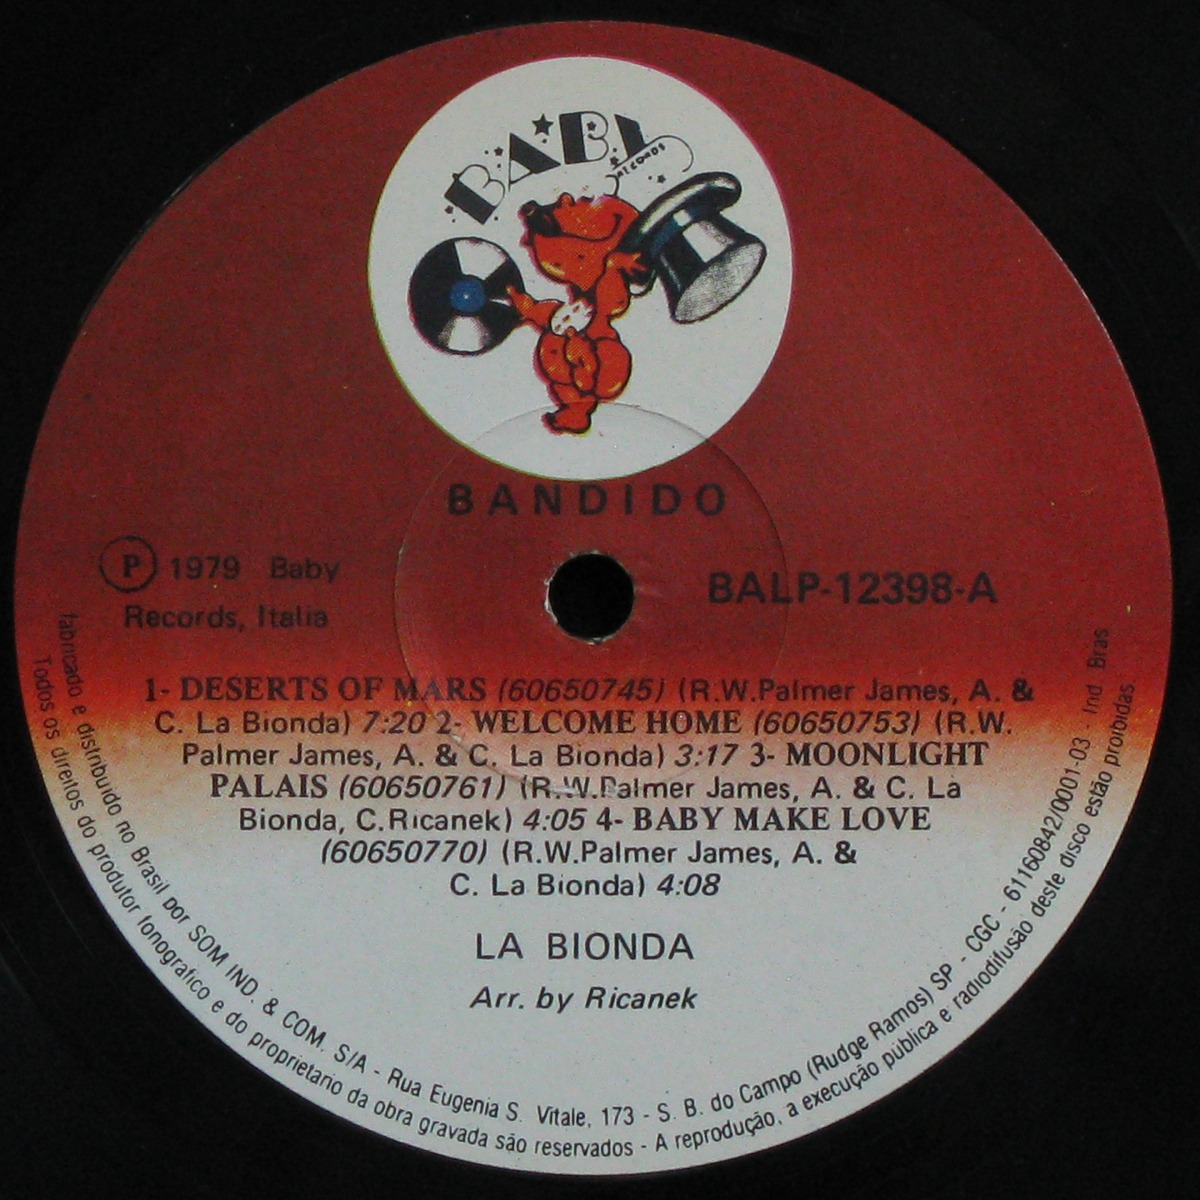 BABY
RECORDS
BANDIDO
P 1979 Baby
Records, Italia
BALP-12398-A
1- DESERTS OF MARS (60650745) (R.W.Palmer James, A. &
C. La Bionda) 7:20 2- WELCOME HOME (60650753) (R.W.
Palmer James, A. & C. La Bionda) 3:17 3- MOONLIGHT
PALAIS (60650761) (R.W.Palmer James, A. & C. La
Bionda, C.Ricanek) 4:05 4- BABY MAKE LOVE
(60650770) (R.W.Palmer James, A. &
C. La Bionda) 4:08
LA BIONDA
Arr. by Ricanek
fabricado e distribuido no Brasil por SOM IND. & COM. S/A - Rua Eugenia S. Vitale, 173 - S. B. do Campo (Rudge Ramos) SP - CGC - 61160842/0001-03 - Ind Bras
Todos os direitos do produtor fonografico e do proprietario da obra gravada são reservados - A reprodução, a execução pública e radiodifusão deste disco estão proibidas.